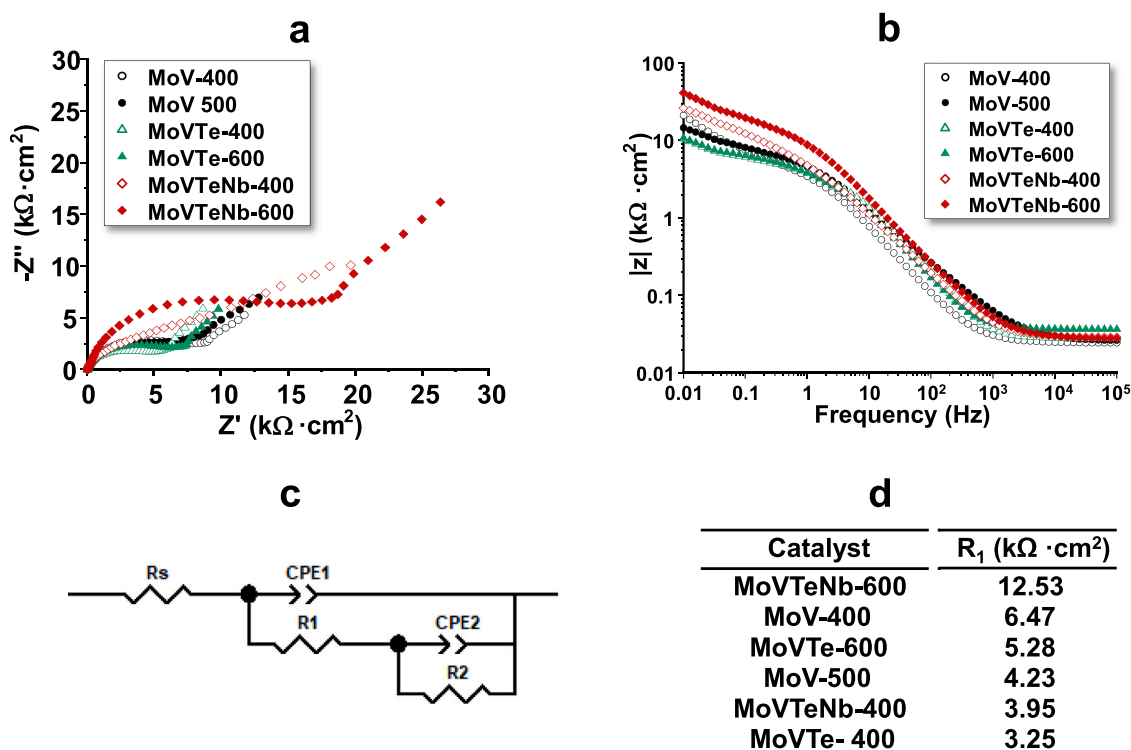 a
30
25
20
15
10
5
0
-Z'' (kΩ·cm²)
MoV-400
MoV 500
MoVTe-400
MoVTe-600
MoVTeNb-400
MoVTeNb-600
0 5 10 15 20 25 30
Z' (kΩ ·cm²)
b
100
10
1
0.1
0.01
|z| (kΩ ·cm²)
MoV-400
MoV-500
MoVTe-400
MoVTe-600
MoVTeNb-400
MoVTeNb-600
0.01 0.1 1 10 10² 10³ 10⁴ 10⁵
Frequency (Hz)
c
Rs
CPE1
R1
CPE2
R2
d
Catalyst R₁ (kΩ ·cm²)
MoVTeNb-600 12.53
MoV-400 6.47
MoVTe-600 5.28
MoV-500 4.23
MoVTeNb-400 3.95
MoVTe- 400 3.25